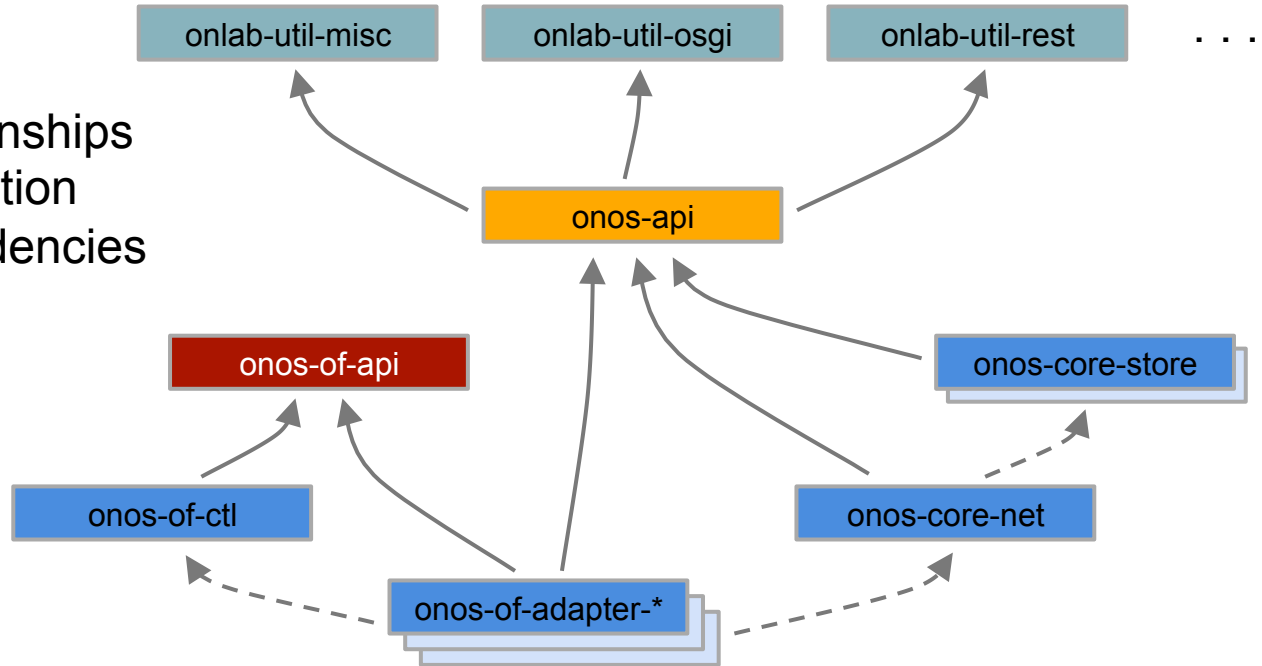 onlab-util-misc
onlab-util-osgi
onlab-util-rest
. . .
nships
tion
dencies
onos-api
onos-of-api
onos-core-store
onos-of-ctl
onos-core-net
onos-of-adapter-*